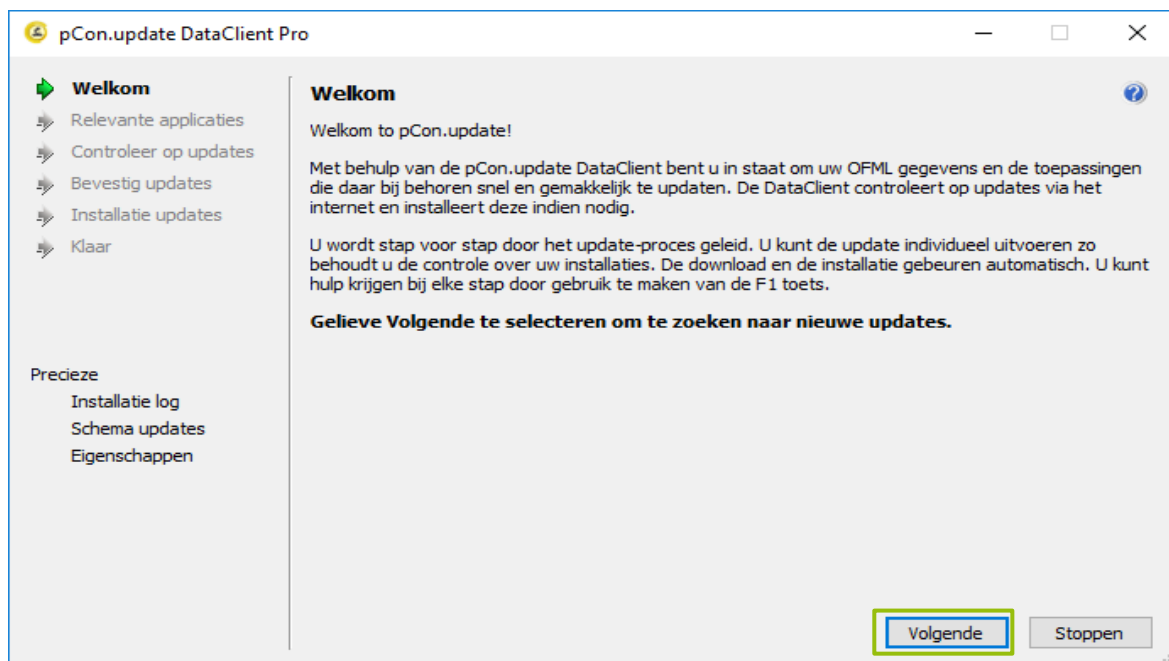 pCon.update DataClient Pro
Welkom
Relevante applicaties
Controleer op updates
Bevestig updates
Installatie updates
Klaar
Precieze
Installatie log
Schema updates
Eigenschappen
Welkom
Welkom to pCon.update!
Met behulp van de pCon.update DataClient bent u in staat om uw OFML gegevens en de toepassingen
die daar bij behoren snel en gemakkelijk te updaten. De DataClient controleert op updates via het
internet en installeert deze indien nodig.
U wordt stap voor stap door het update-proces geleid. U kunt de update individueel uitvoeren zo
behoudt u de controle over uw installaties. De download en de installatie gebeuren automatisch. U kunt
hulp krijgen bij elke stap door gebruik te maken van de F1 toets.
Gelieve Volgende te selecteren om te zoeken naar nieuwe updates.
Volgende
Stoppen